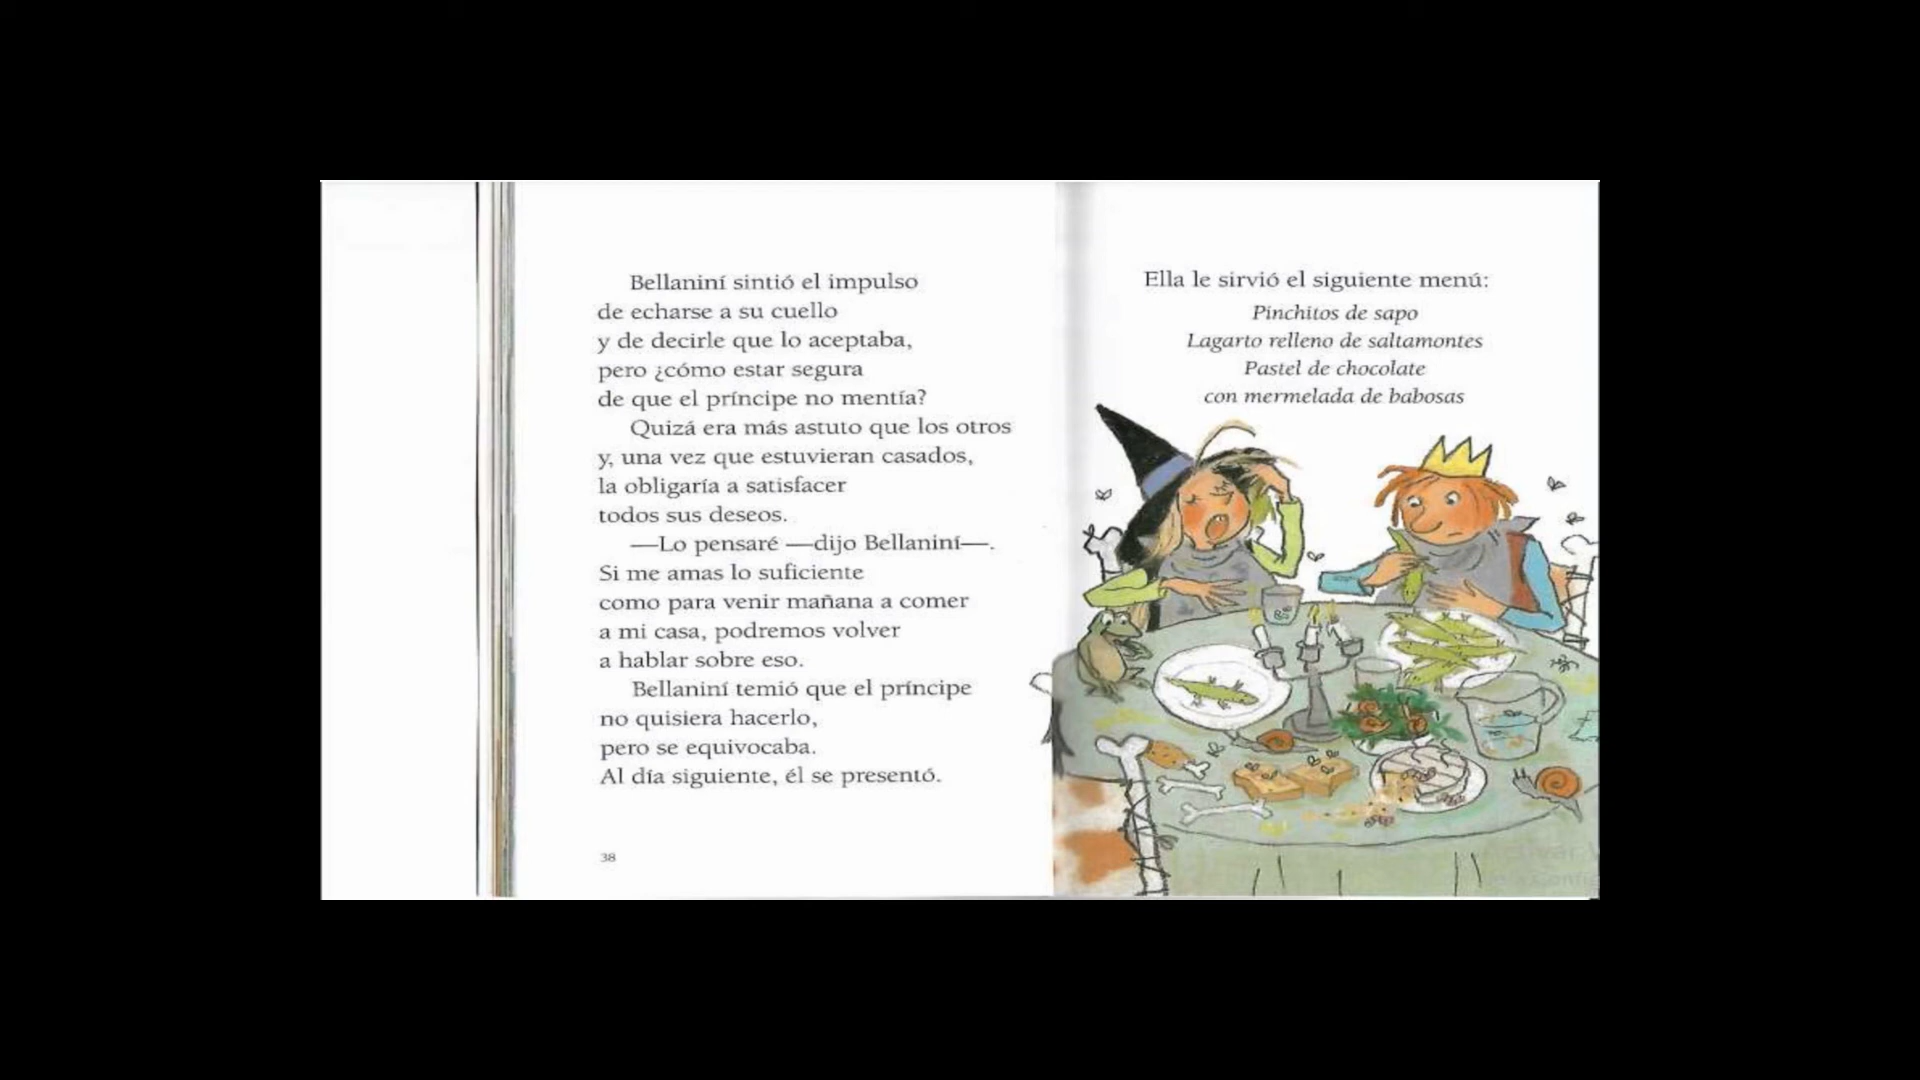 Bellaniní sintió el impulso
de echarse a su cuello
y de decirle que lo aceptaba,
pero ¿cómo estar segura
de que el príncipe no mentía?
Quizá era más astuto que los otros
y, una vez que estuvieran casados,
la obligaría a satisfacer
todos sus deseos.
—Lo pensaré —dijo Bellaniní—.
Si me amas lo suficiente
como para venir mañana a comer
a mi casa, podremos volver
a hablar sobre eso.
Bellaniní temió que el príncipe
no quisiera hacerlo,
pero se equivocaba.
Al día siguiente, él se presentó.
38
Ella le sirvió el siguiente menú:
Pinchitos de sapo
Lagarto relleno de saltamontes
Pastel de chocolate
con mermelada de babosas